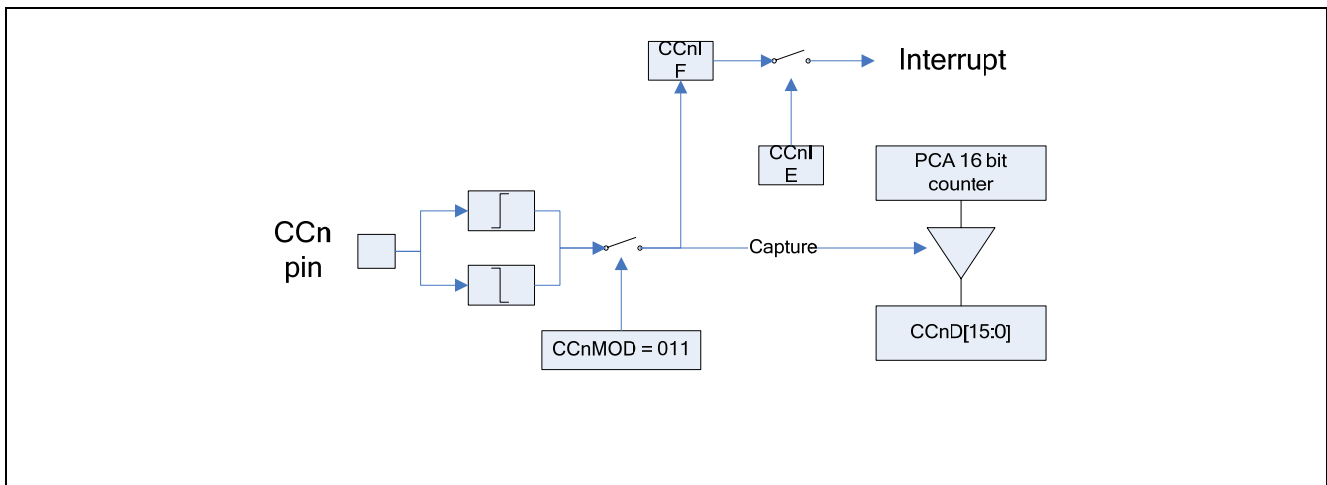 CCnI
F
Interrupt
CCnI
E
PCA 16 bit
counter
CCn
pin
Capture
CCnMOD = 011
CCnD[15:0]